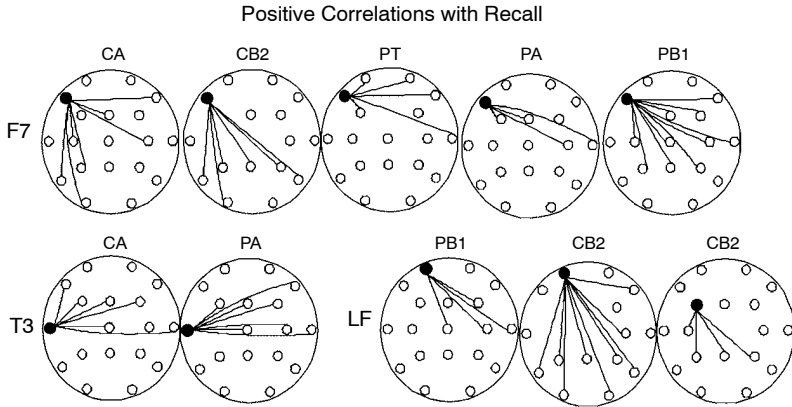 Positive Correlations with Recall
CA CB2 PT PA PB1
F7
CA PA PB1 CB2 CB2
T3 LF